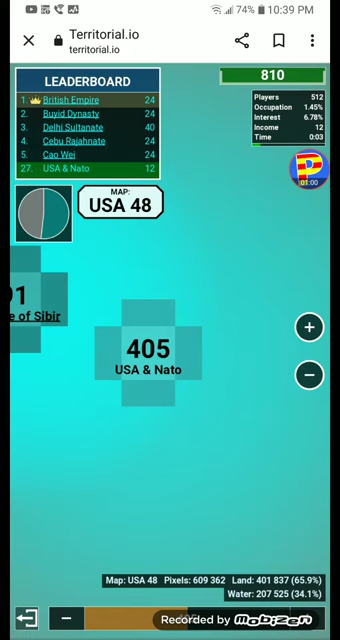 74% 10:39 PM
Territorial.io
territorial.io
LEADERBOARD
1. British Empire 24
2. Buyid Dynasty 24
3. Delhi Sultanate 40
4. Cebu Rajahnate 24
5. Cao Wei 24
27. USA & Nato 12
810
Players 512
Occupation 1.45%
Interest 6.78%
Income 12
Time 0:03
P
01:00
MAP:
USA 48
91
e of Sibir
405
USA & Nato
+
−
Map: USA 48 Pixels: 609 362 Land: 401 837 (65.9%)
Water: 207 525 (34.1%)
−
Recorded by MOBIZEN